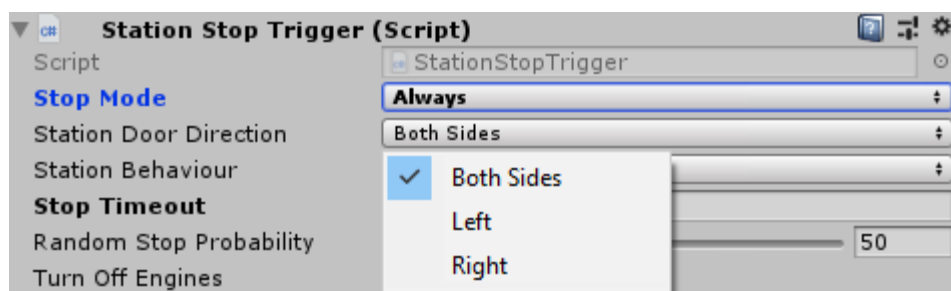 C# Station Stop Trigger (Script)
Script StationStopTrigger
Stop Mode Always
Station Door Direction Both Sides
Station Behaviour
Both Sides
Stop Timeout
Left
Random Stop Probability 50
Right
Turn Off Engines